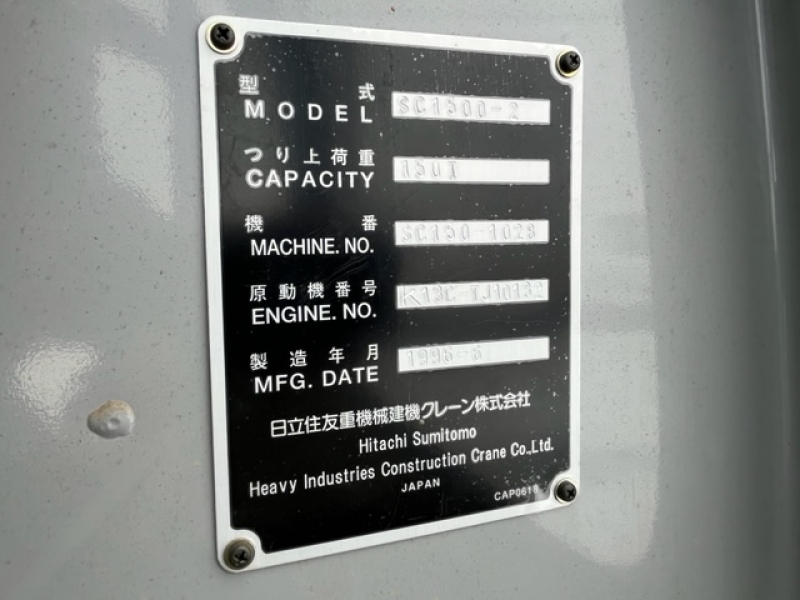 型式
MODEL SC1500-2
つり上荷重
CAPACITY 150T
機番
MACHINE. NO. SC150-1028
原動機番号
ENGINE. NO.
製造年月
MFG. DATE
日立住友重機械建機クレーン株式会社
Hitachi Sumitomo
Heavy Industries Construction Crane Co.,Ltd.
JAPAN
CAP0618